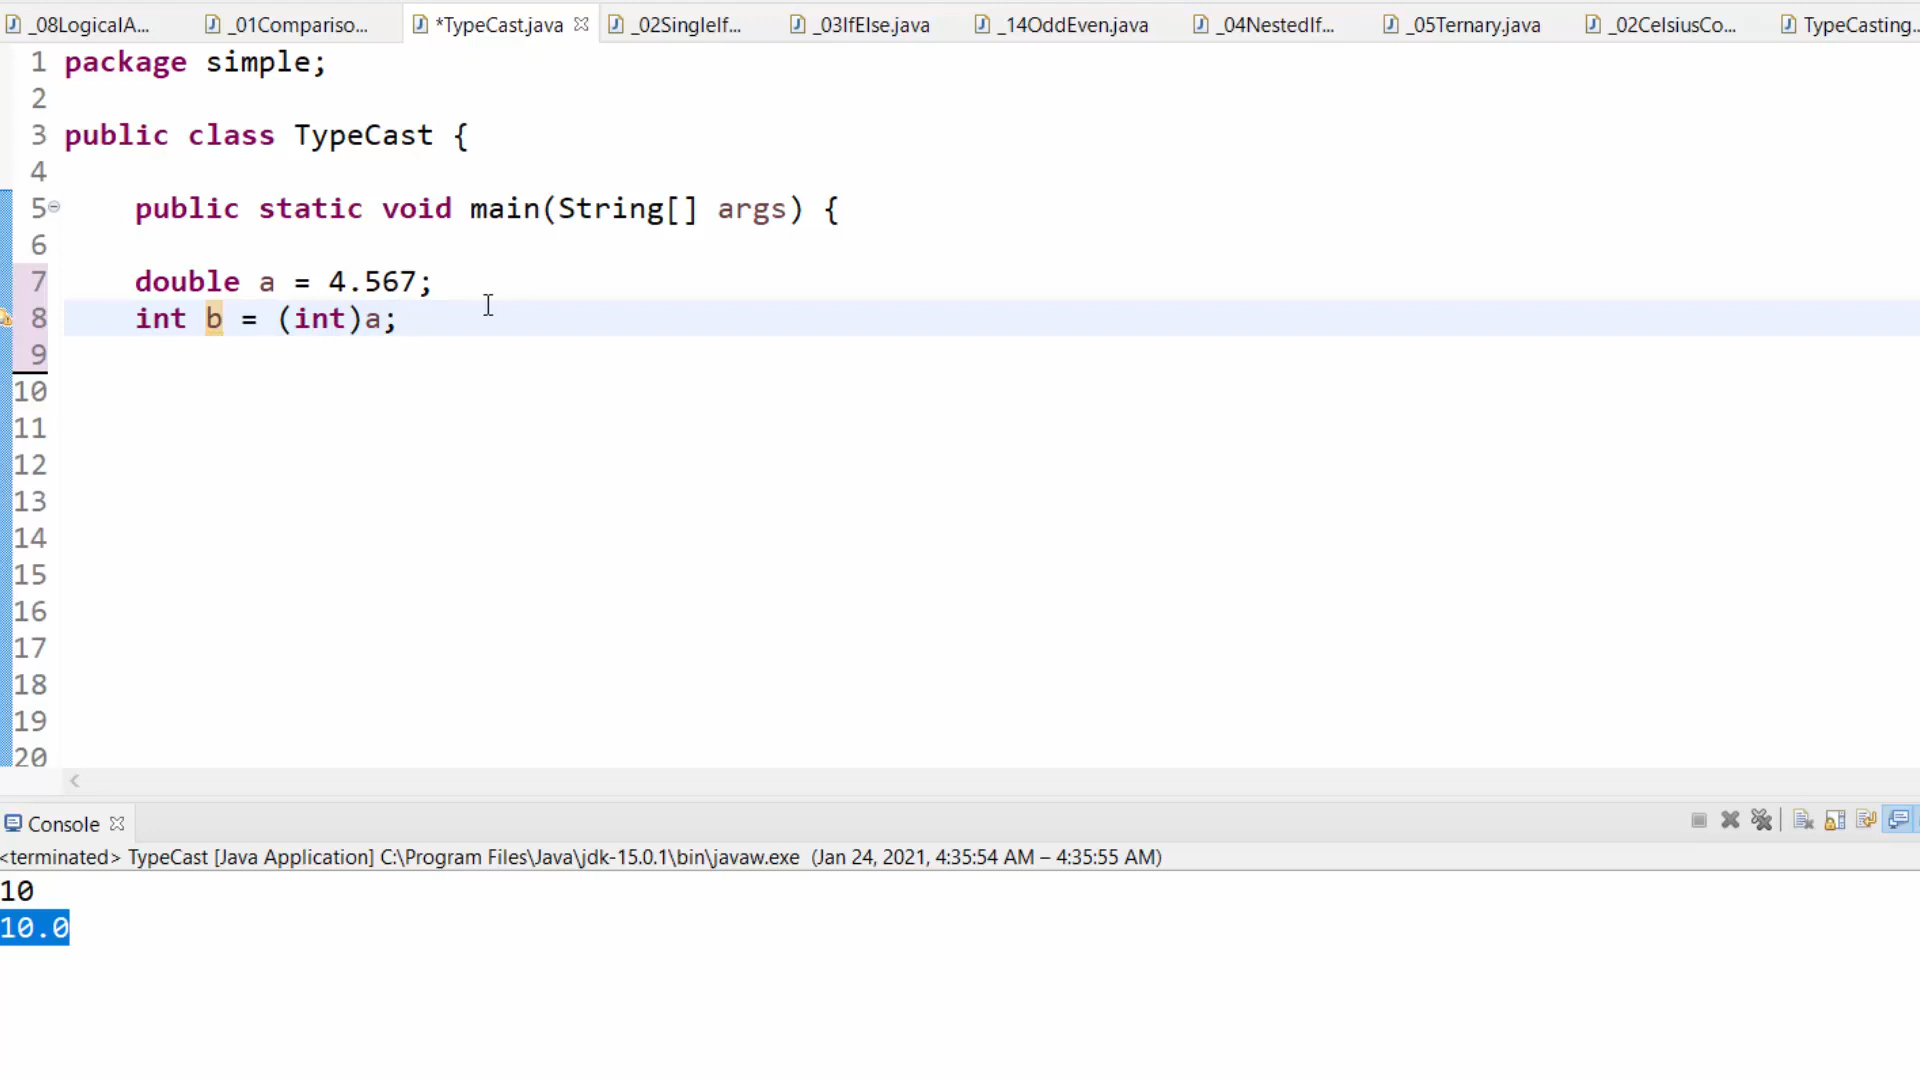 _08LogicalA... _01Compariso... *TypeCast.java _02SingleIf... _03IfElse.java _14OddEven.java _04NestedIf... _05Ternary.java _02CelsiusCo... TypeCasting...
1 package simple;
2
3 public class TypeCast {
4
5 public static void main(String[] args) {
6
7 double a = 4.567;
8 int b = (int)a;
9
10
11
12
13
14
15
16
17
18
19
20
Console
<terminated> TypeCast [Java Application] C:\Program Files\Java\jdk-15.0.1\bin\javaw.exe (Jan 24, 2021, 4:35:54 AM – 4:35:55 AM)
10
10.0